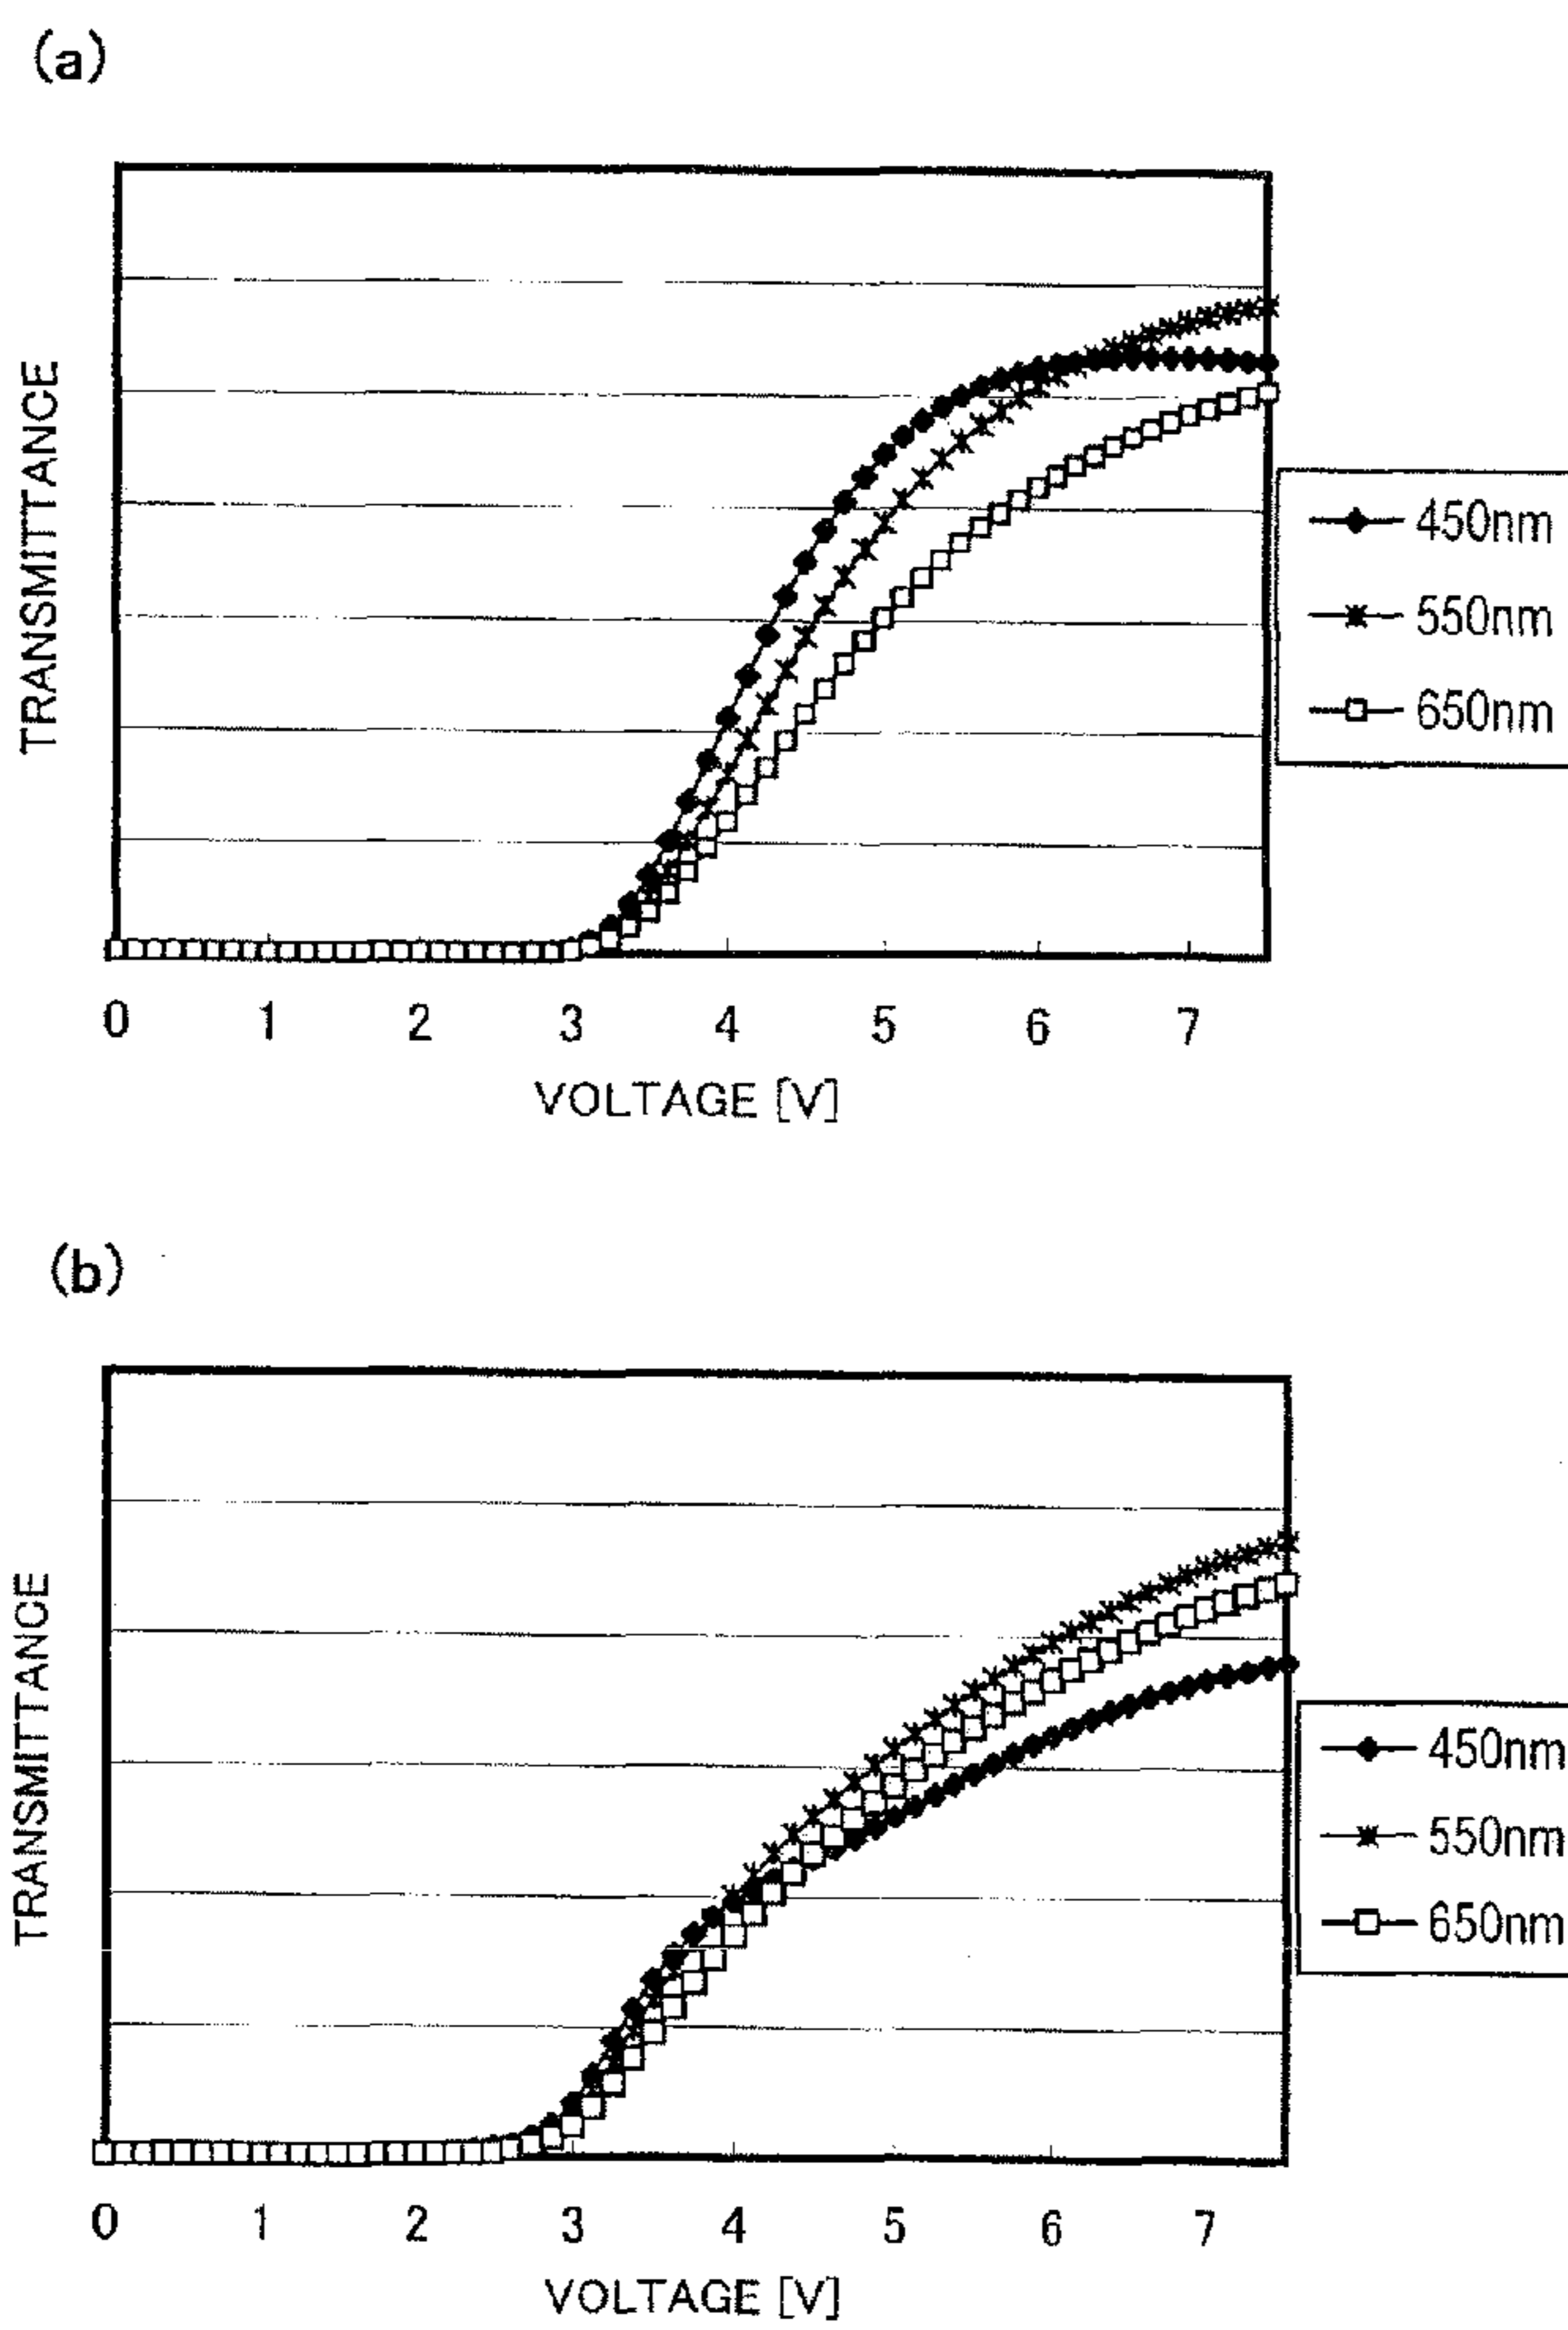 (a)
TRANSMITTANCE
450nm
550nm
650nm
0 1 2 3 4 5 6 7
VOLTAGE [V]
(b)
TRANSMITTANCE
450nm
550nm
650nm
0 1 2 3 4 5 6 7
VOLTAGE [V]